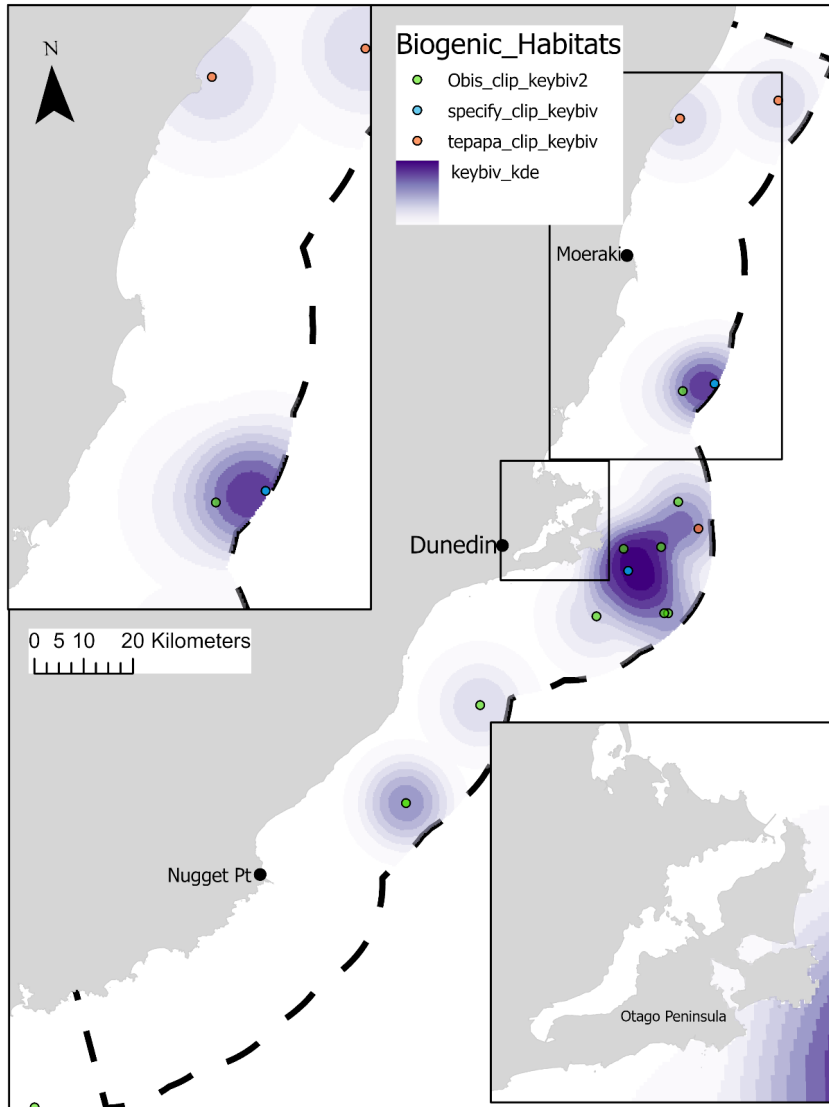 N
Biogenic_Habitats
Obis_clip_keybiv2
specify_clip_keybiv
tepapa_clip_keybiv
keybiv_kde
Moeraki
Dunedin
0 5 10 20 Kilometers
Nugget Pt
Otago Peninsula